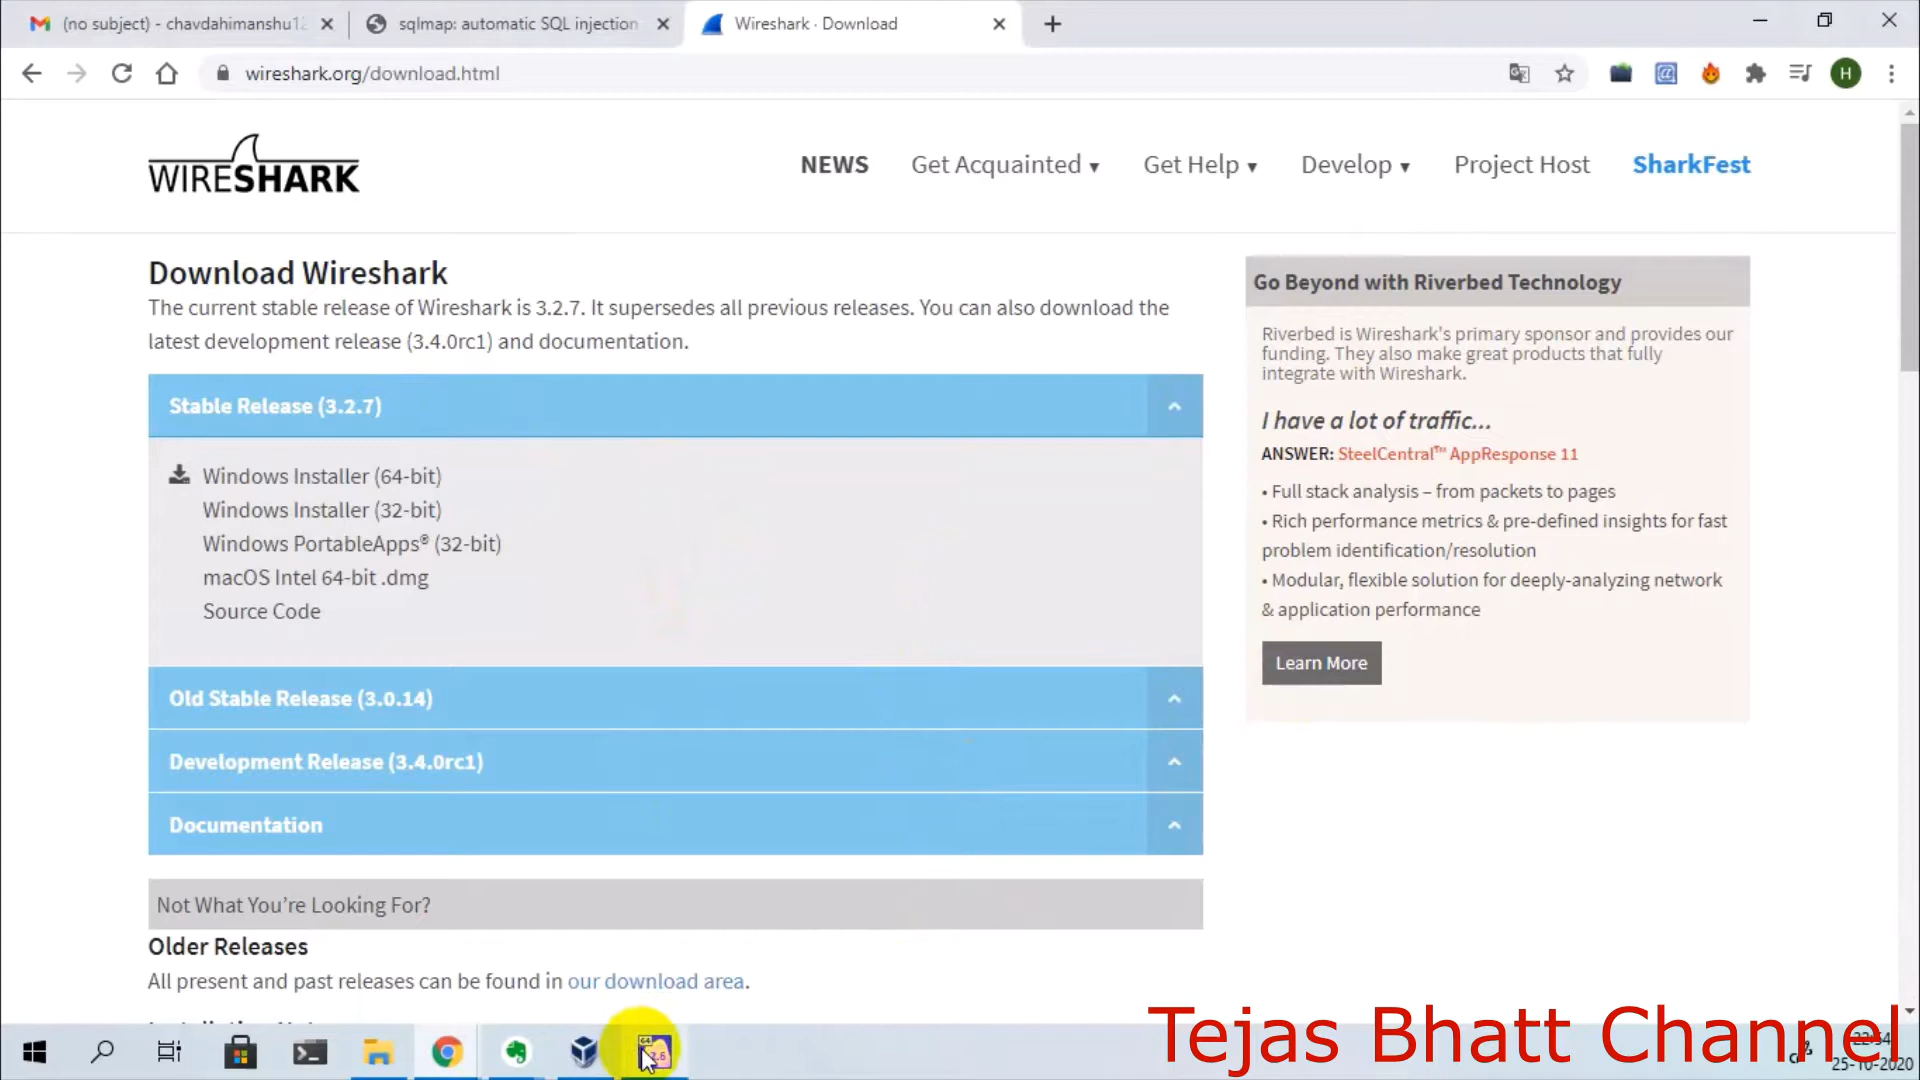 (no subject) - chavdahimanshu12
sqlmap: automatic SQL injection
Wireshark · Download
wireshark.org/download.html
H
WIRESHARK
NEWS
Get Acquainted ▾
Get Help ▾
Develop ▾
Project Host
SharkFest
Download Wireshark
The current stable release of Wireshark is 3.2.7. It supersedes all previous releases. You can also download the
latest development release (3.4.0rc1) and documentation.
Stable Release (3.2.7)
Windows Installer (64-bit)
Windows Installer (32-bit)
Windows PortableApps® (32-bit)
macOS Intel 64-bit .dmg
Source Code
Old Stable Release (3.0.14)
Development Release (3.4.0rc1)
Documentation
Not What You're Looking For?
Older Releases
All present and past releases can be found in our download area.
Go Beyond with Riverbed Technology
Riverbed is Wireshark's primary sponsor and provides our
funding. They also make great products that fully
integrate with Wireshark.
I have a lot of traffic...
ANSWER: SteelCentral™ AppResponse 11
• Full stack analysis – from packets to pages
• Rich performance metrics & pre-defined insights for fast
problem identification/resolution
• Modular, flexible solution for deeply-analyzing network
& application performance
Learn More
64
2.6
Tejas Bhatt Channel
25-10-2020